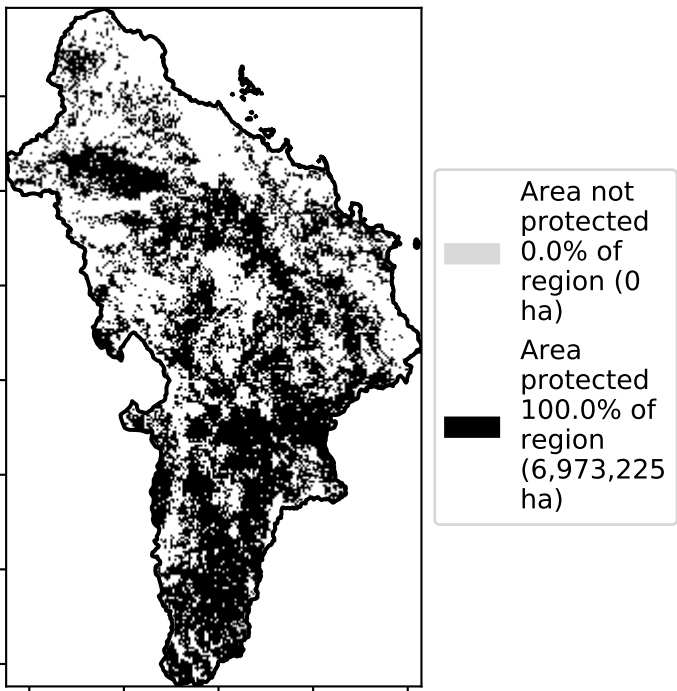 Area not
protected
0.0% of
region (0
ha)
Area
protected
100.0% of
region
(6,973,225
ha)